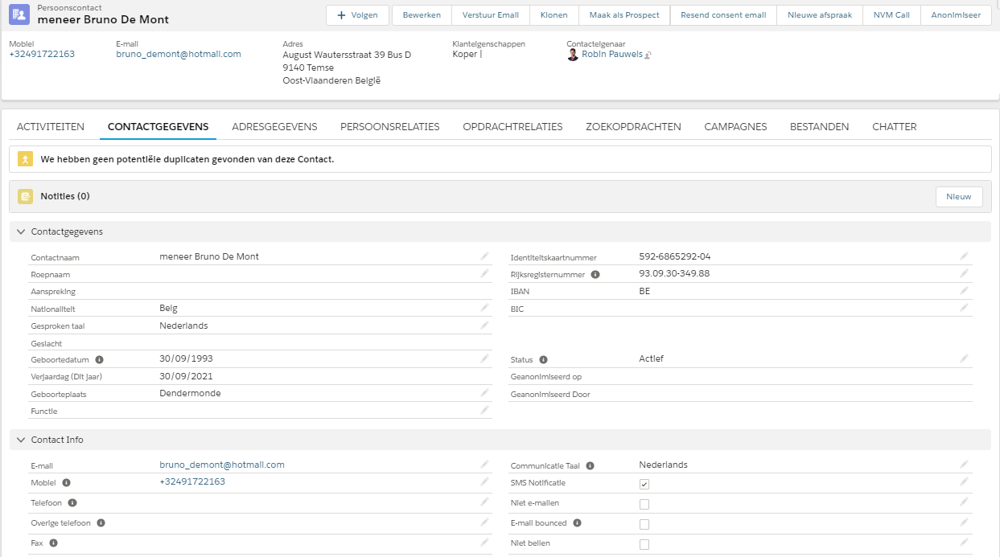 Persoonscontact
meneer Bruno De Mont
Volgen Bewerken Verstuur Email Klonen Maak als Prospect Resend consent email Nieuwe afspraak NVM Call Anonimiseer
Mobiel E-mail Adres Klanteigenschappen Contacteigenaar
+32491722163 bruno_demont@hotmail.com August Wautersstraat 39 Bus D Koper | Robin Pauwels
9140 Temse
Oost-Vlaanderen België
ACTIVITEITEN CONTACTGEGEVENS ADRESGEGEVENS PERSOONSRELATIES OPDRACHTRELATIES ZOEKOPDRACHTEN CAMPAGNES BESTANDEN CHATTER
We hebben geen potentiële duplicaten gevonden van deze Contact.
Notities (0) Nieuw
Contactgegevens
Contactnaam meneer Bruno De Mont Identiteitskaartnummer 592-6865292-04
Roepnaam Rijksregisternummer 93.09.30-349.88
Aanspreking IBAN BE
Nationaliteit Belg BIC
Gesproken taal Nederlands
Geslacht
Geboortedatum 30/09/1993 Status Actief
Verjaardag (Dit jaar) 30/09/2021 Geanonimiseerd op
Geboorteplaats Dendermonde Geanonimiseerd Door
Functie
Contact Info
E-mail bruno_demont@hotmail.com Communicatie Taal Nederlands
Mobiel +32491722163 SMS Notificatie
Telefoon Niet e-mailen
Overige telefoon E-mail bounced
Fax Niet bellen